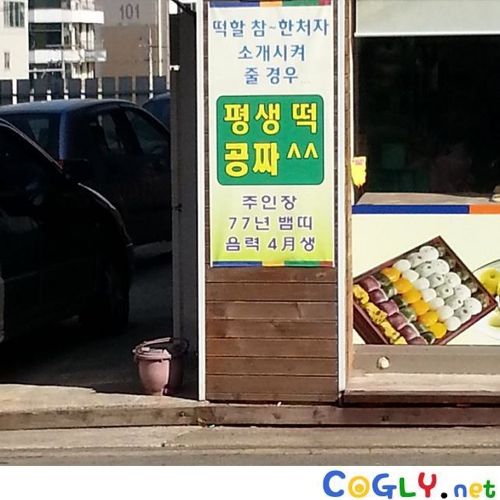 101
떡할 참~한처자
소개시켜
줄 경우...
평생 떡
공짜 ^^
주인장
77년 뱀띠
음력 4月생
COGLY.net